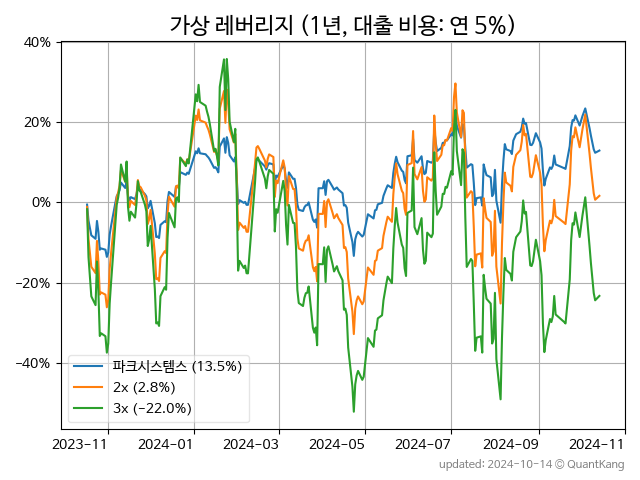 가상 레버리지 (1년, 대출 비용: 연 5%)
40%
20%
0%
−20%
−40%
파크시스템스 (13.5%)
2x (2.8%)
3x (−22.0%)
2023-11 2024-01 2024-03 2024-05 2024-07 2024-09 2024-11
updated: 2024-10-14 © QuantKang